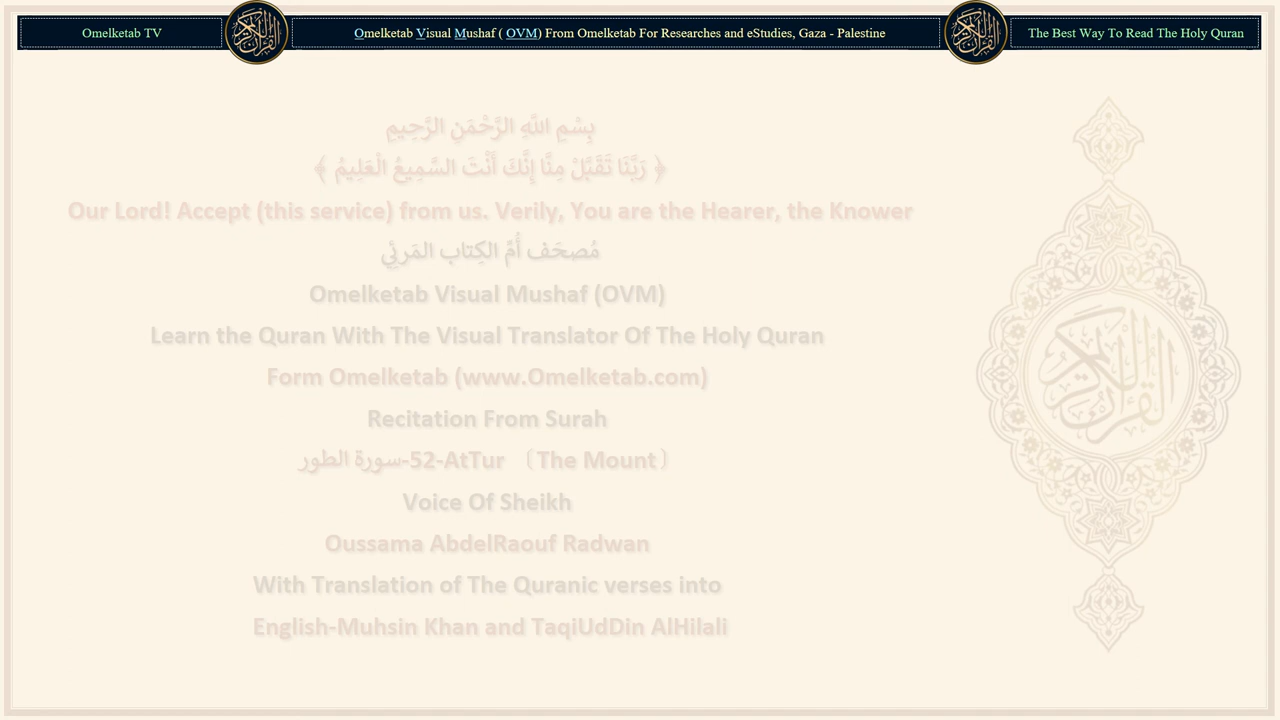 Omelketab TV
Omelketab Visual Mushaf ( OVM) From Omelketab For Researches and eStudies, Gaza - Palestine
The Best Way To Read The Holy Quran
بِسْمِ اللَّهِ الرَّحْمَنِ الرَّحِيمِ
﴿ رَبَّنَا تَقَبَّلْ مِنَّا إِنَّكَ أَنْتَ السَّمِيعُ الْعَلِيمُ ﴾
Our Lord! Accept (this service) from us. Verily, You are the Hearer, the Knower
مُصحَف أُمِّ الكِتاب المَرئي
Omelketab Visual Mushaf (OVM)
Learn the Quran With The Visual Translator Of The Holy Quran
Form Omelketab (www.Omelketab.com)
Recitation From Surah
سورة الطور-52-AtTur 〔The Mount〕
Voice Of Sheikh
Oussama AbdelRaouf Radwan
With Translation of The Quranic verses into
English-Muhsin Khan and TaqiUdDin AlHilali
القرآن الكريم